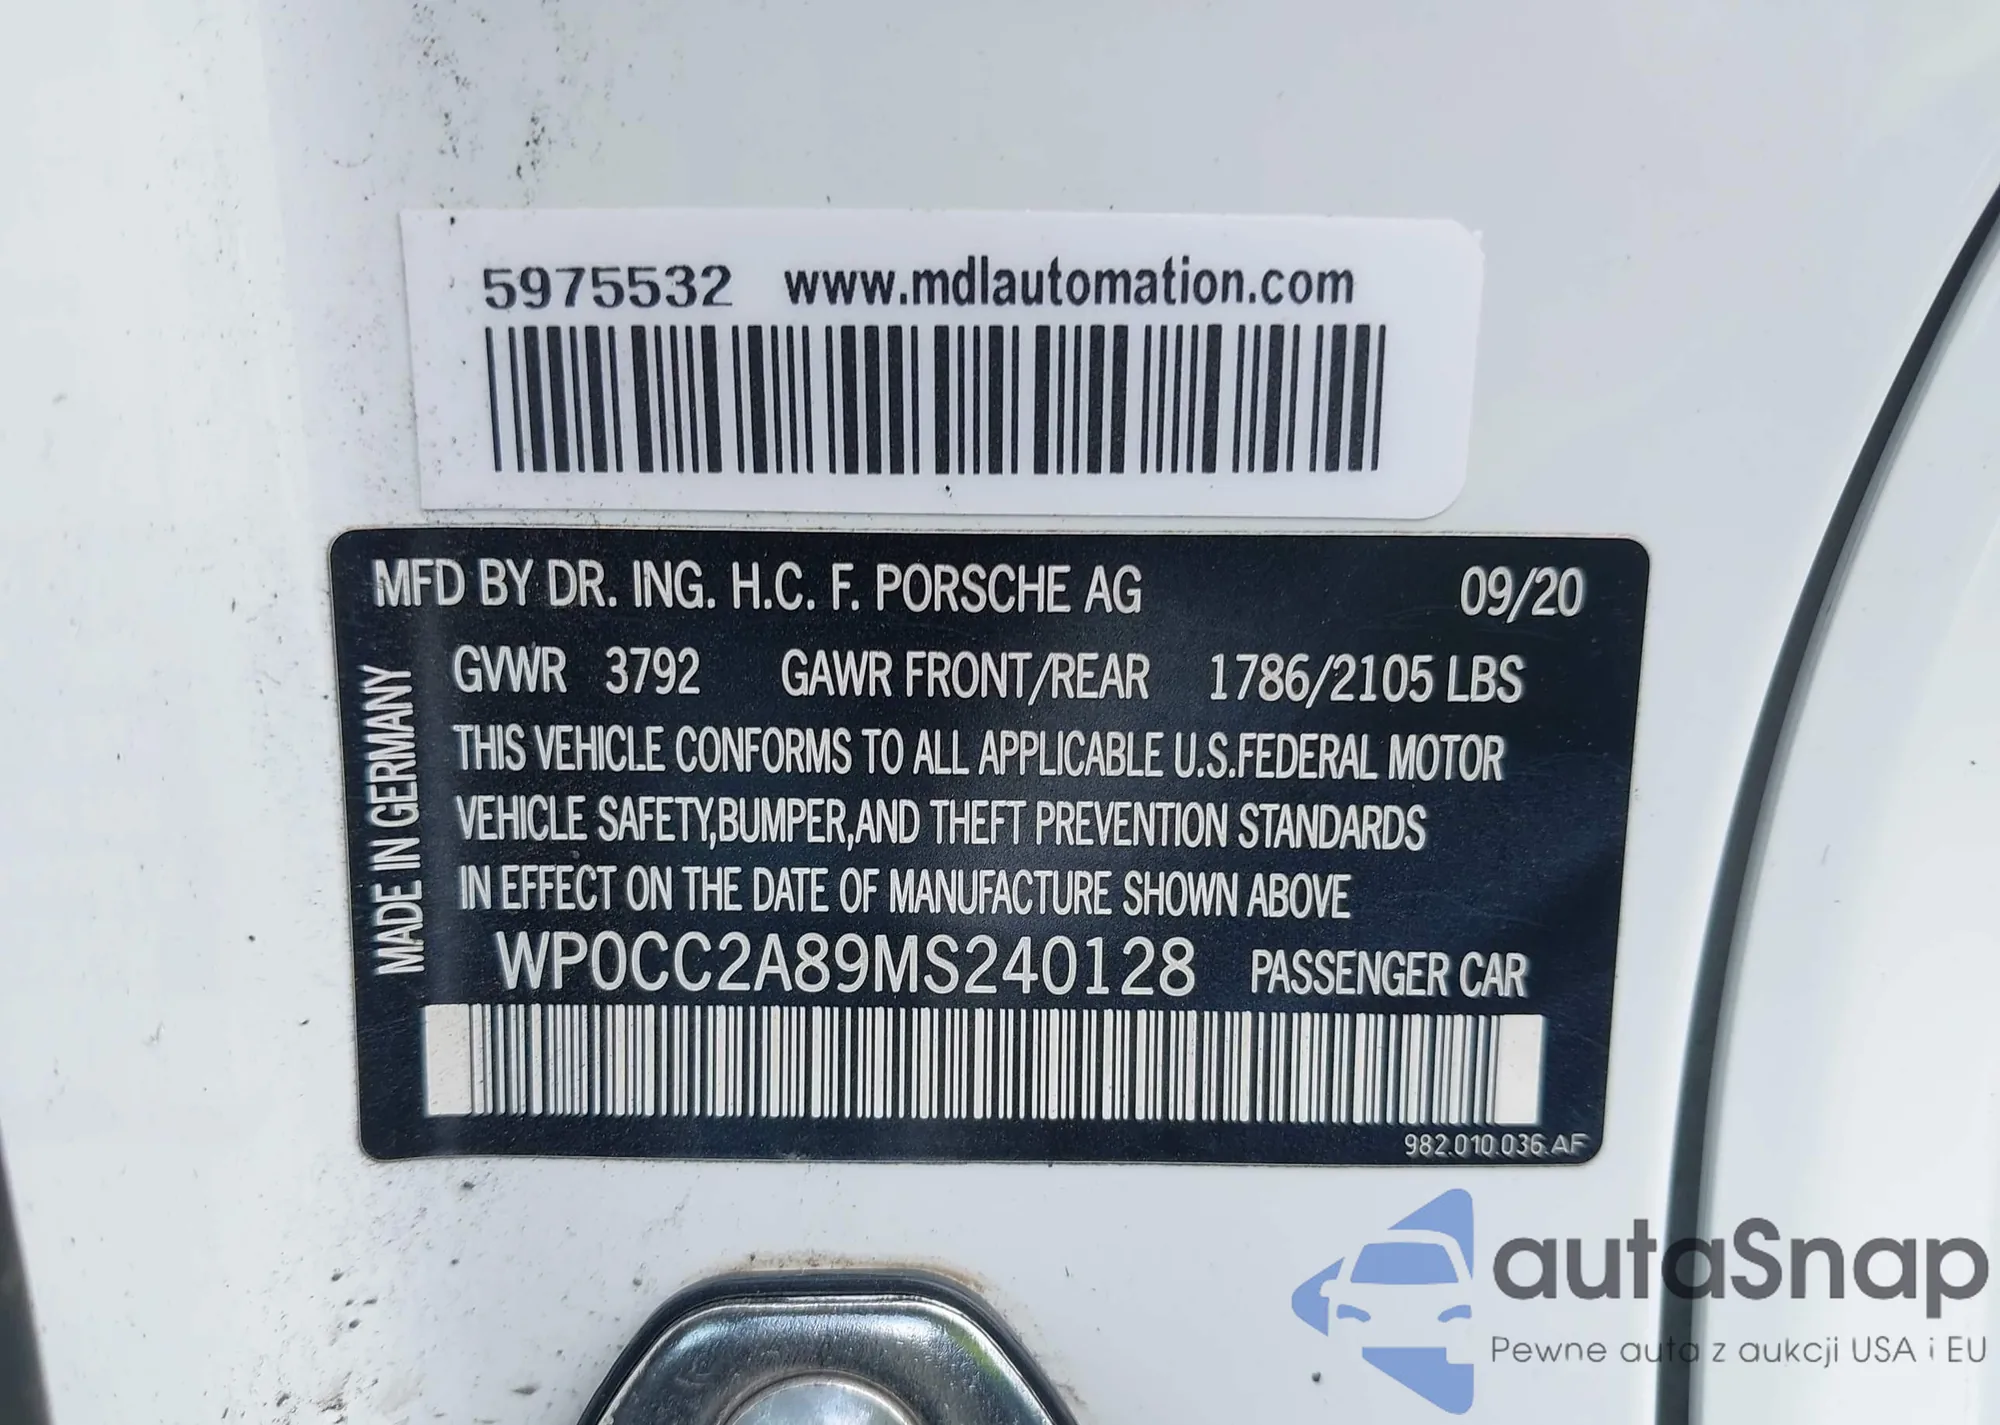 5975532 www.mdlautomation.com
MFD BY DR. ING. H.C. F. PORSCHE AG 09/20
GVWR 3792 GAWR FRONT/REAR 1786/2105 LBS
THIS VEHICLE CONFORMS TO ALL APPLICABLE U.S.FEDERAL MOTOR
VEHICLE SAFETY,BUMPER,AND THEFT PREVENTION STANDARDS
IN EFFECT ON THE DATE OF MANUFACTURE SHOWN ABOVE
WP0CC2A89MS240128 PASSENGER CAR
MADE IN GERMANY
982.010.036.AF
autaSnap
Pewne auta z aukcji USA i EU